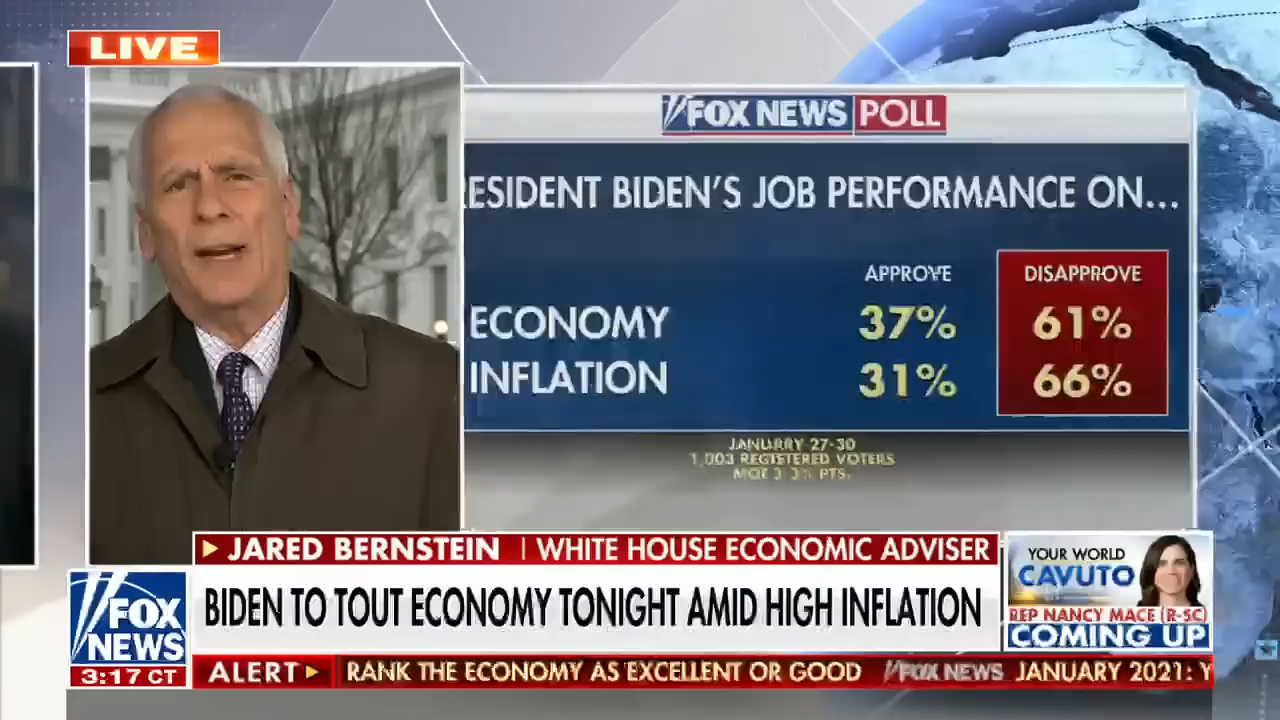 LIVE
FOX NEWS POLL
RESIDENT BIDEN'S JOB PERFORMANCE ON...
APPROVE DISAPPROVE
ECONOMY 37% 61%
INFLATION 31% 66%
JANUARY 27-30
1,003 REGISTERED VOTERS
MOE ± 3% PTS.
JARED BERNSTEIN | WHITE HOUSE ECONOMIC ADVISER
BIDEN TO TOUT ECONOMY TONIGHT AMID HIGH INFLATION
YOUR WORLD
CAVUTO
REP NANCY MACE (R-SC)
COMING UP
FOX
NEWS
3:17 CT
ALERT RANK THE ECONOMY AS EXCELLENT OR GOOD FOX NEWS JANUARY 2021: Y